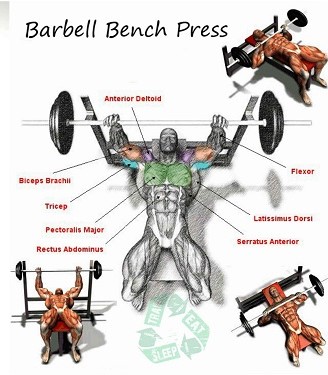 Barbell Bench Press
Anterior Deltoid
Biceps Brachii
Flexor
Tricep
Latissimus Dorsi
Pectoralis Major
Serratus Anterior
Rectus Abdominus
TRAIN
EAT
SLEEP